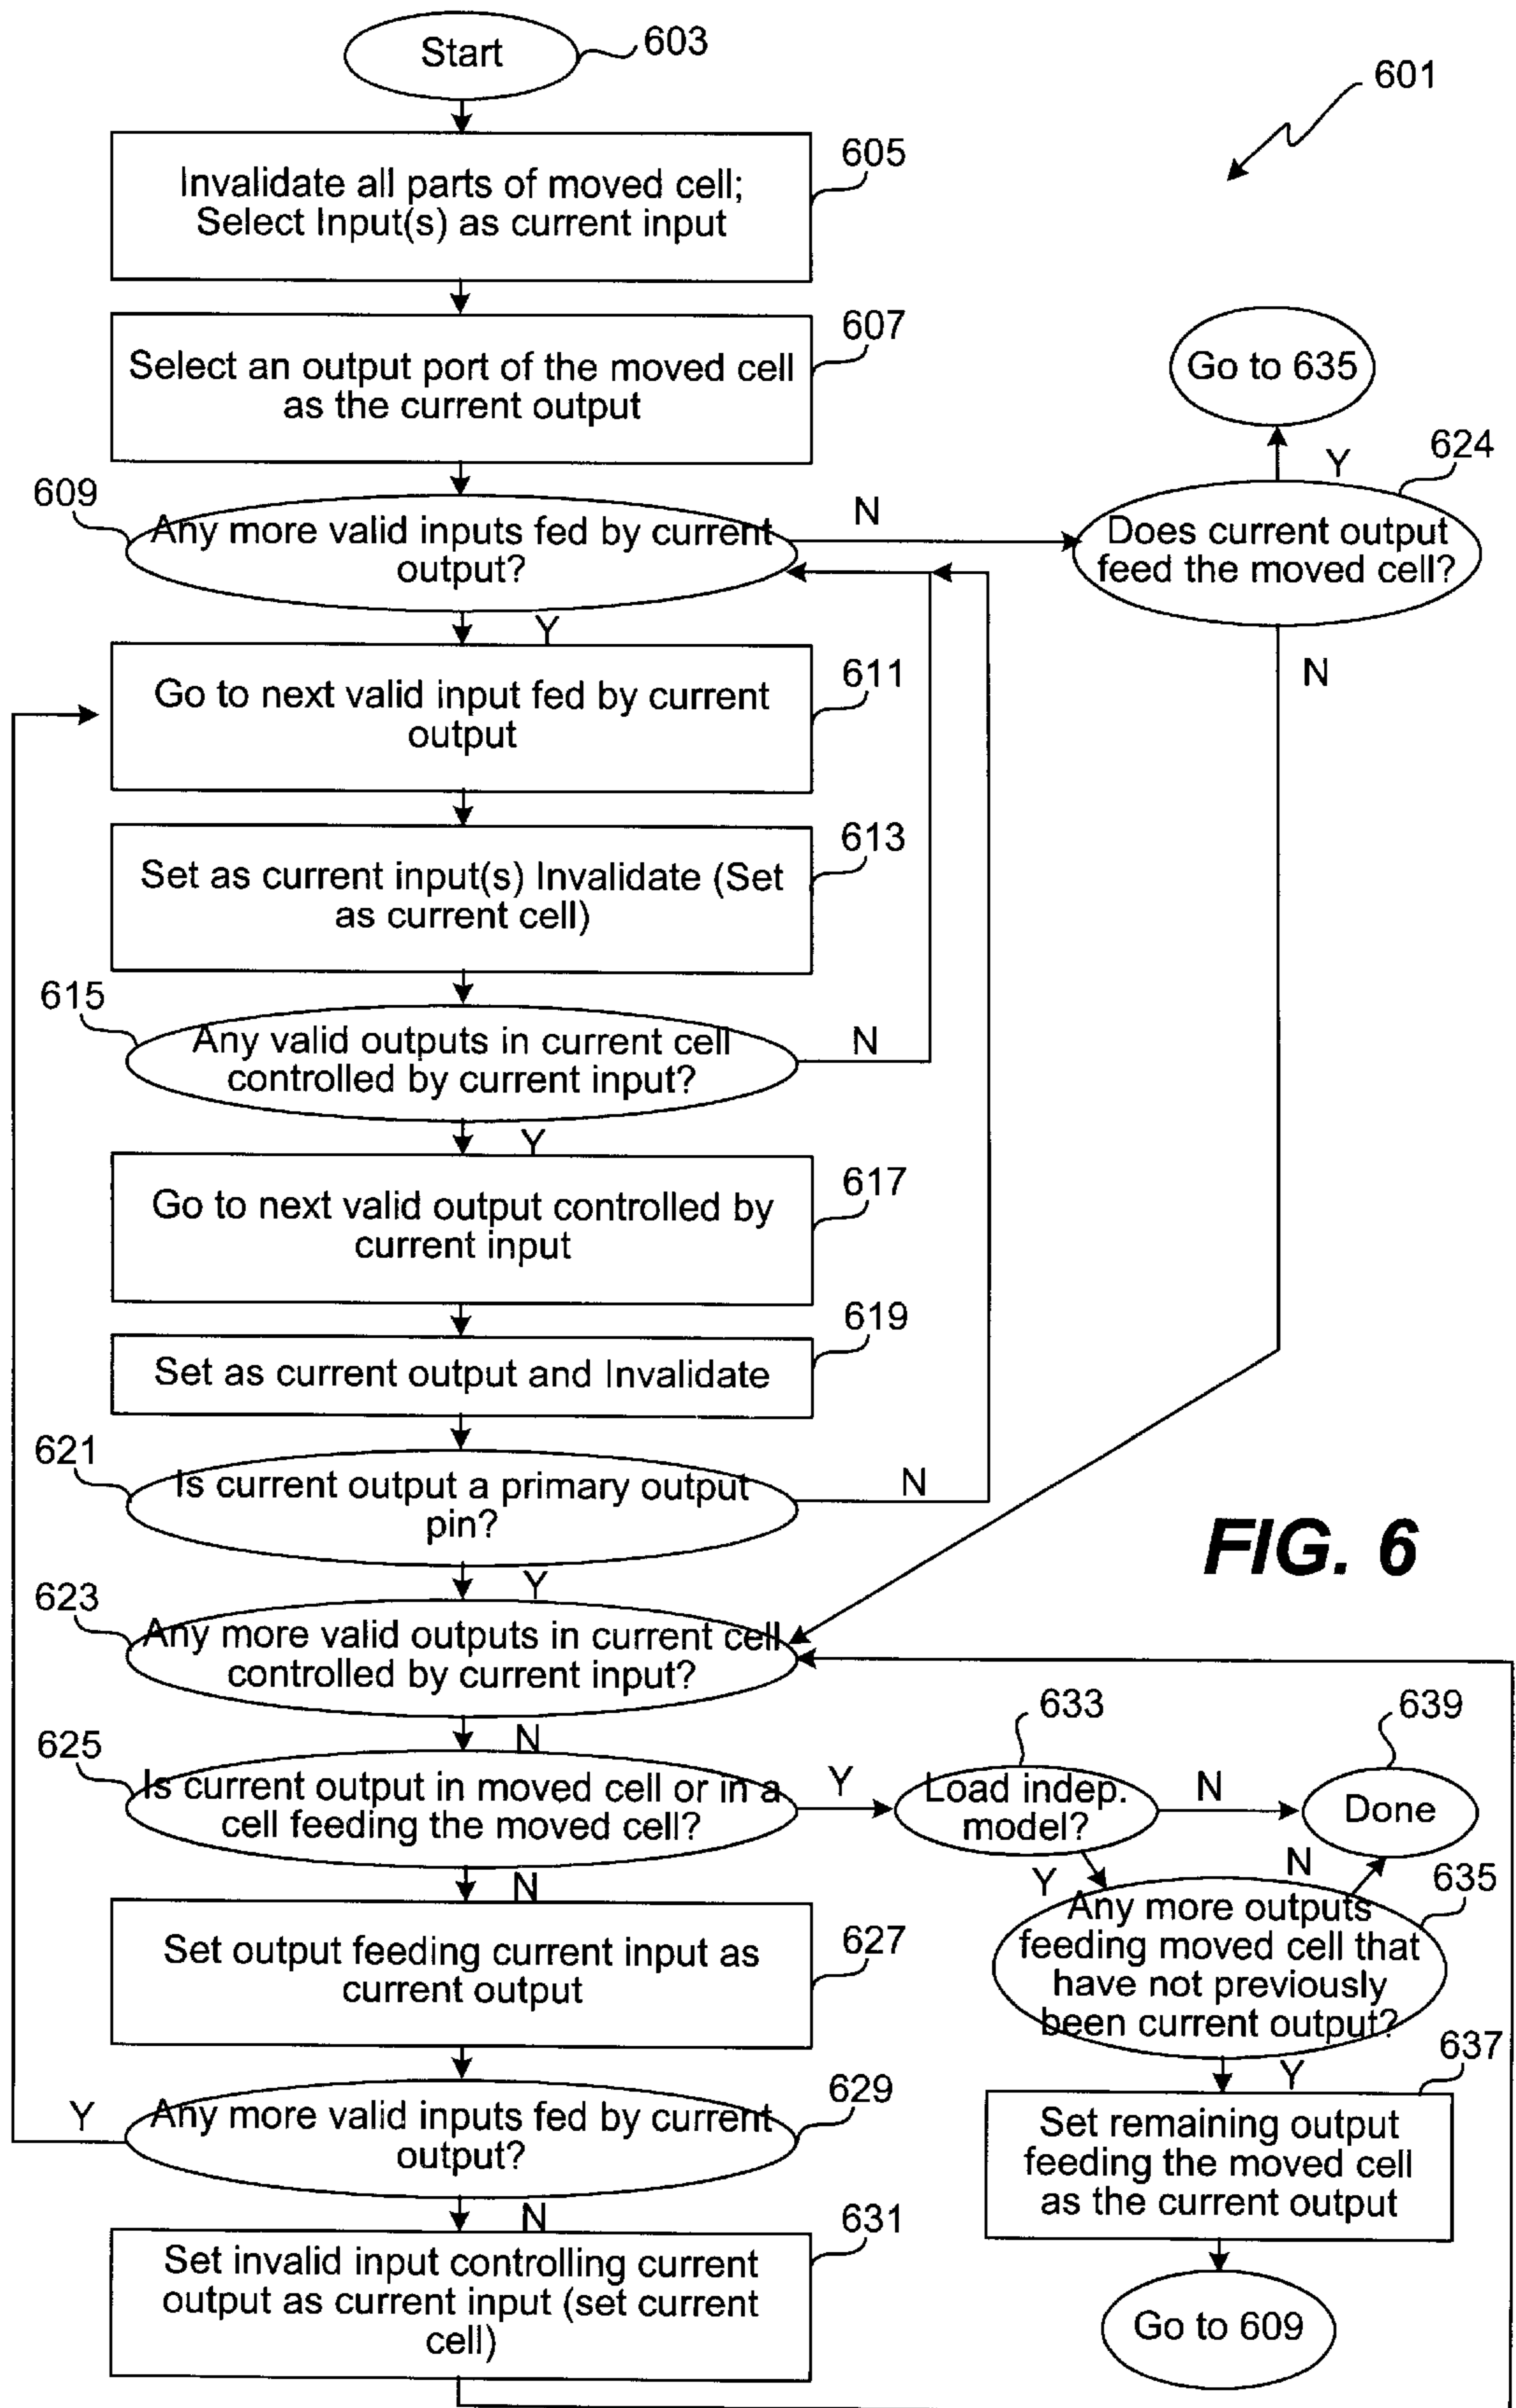 Start
603
601
605
Invalidate all parts of moved cell;
Select Input(s) as current input
607
Select an output port of the moved cell
as the current output
Go to 635
624
Y
609
Any more valid inputs fed by current
output?
N
Does current output
feed the moved cell?
Y
N
611
Go to next valid input fed by current
output
613
Set as current input(s) Invalidate (Set
as current cell)
615
Any valid outputs in current cell
controlled by current input?
N
Y
617
Go to next valid output controlled by
current input
619
Set as current output and Invalidate
621
Is current output a primary output
pin?
N
FIG. 6
Y
623
Any more valid outputs in current cell
controlled by current input?
633
639
N
625
Is current output in moved cell or in a
cell feeding the moved cell?
Y
Load indep.
model?
N
Done
N
Y
N
635
Any more outputs
feeding moved cell that
have not previously
been current output?
627
Set output feeding current input as
current output
637
Y
Set remaining output
feeding the moved cell
as the current output
629
Y
Any more valid inputs fed by current
output?
N
631
Set invalid input controlling current
output as current input (set current
cell)
Go to 609